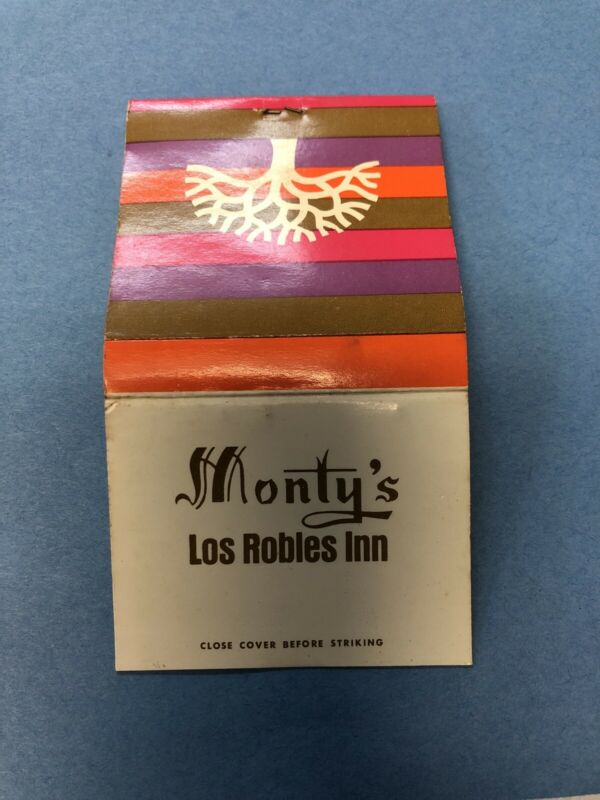 Monty's
Los Robles Inn
CLOSE COVER BEFORE STRIKING